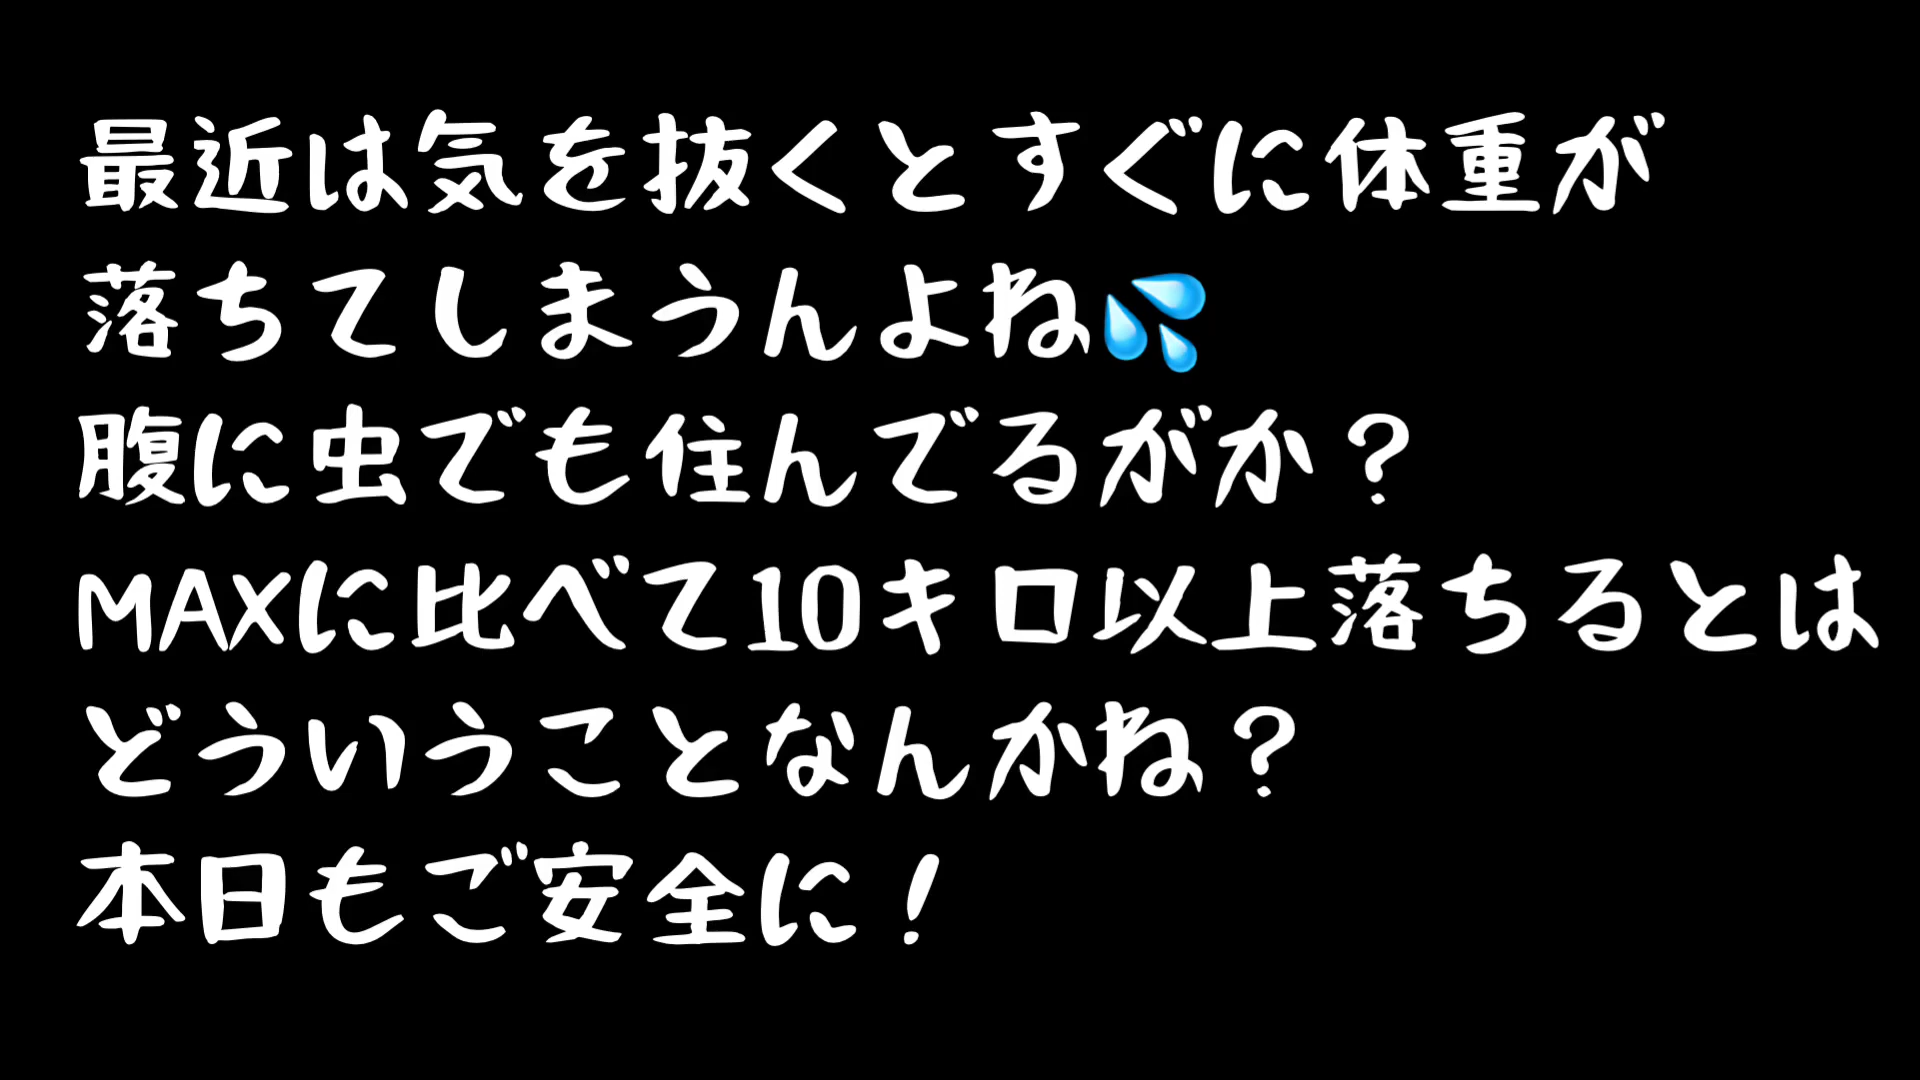 最近は気を抜くとすぐに体重が
落ちてしまうんよね💦
腹に虫でも住んでるがか？
MAXに比べて10キロ以上落ちるとは
どういうことなんかね？
本日もご安全に！